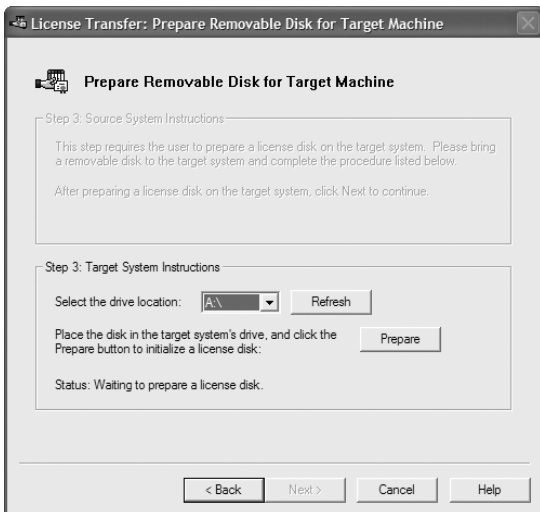 License Transfer: Prepare Removable Disk for Target Machine
Prepare Removable Disk for Target Machine
Step 3: Source System Instructions
This step requires the user to prepare a license disk on the target system. Please bring
a removable disk to the target system and complete the procedure listed below.
After preparing a license disk on the target system, click Next to continue.
Step 3: Target System Instructions
Select the drive location: A:\ Refresh
Place the disk in the target system's drive, and click the
Prepare button to initialize a license disk: Prepare
Status: Waiting to prepare a license disk.
< Back Next > Cancel Help